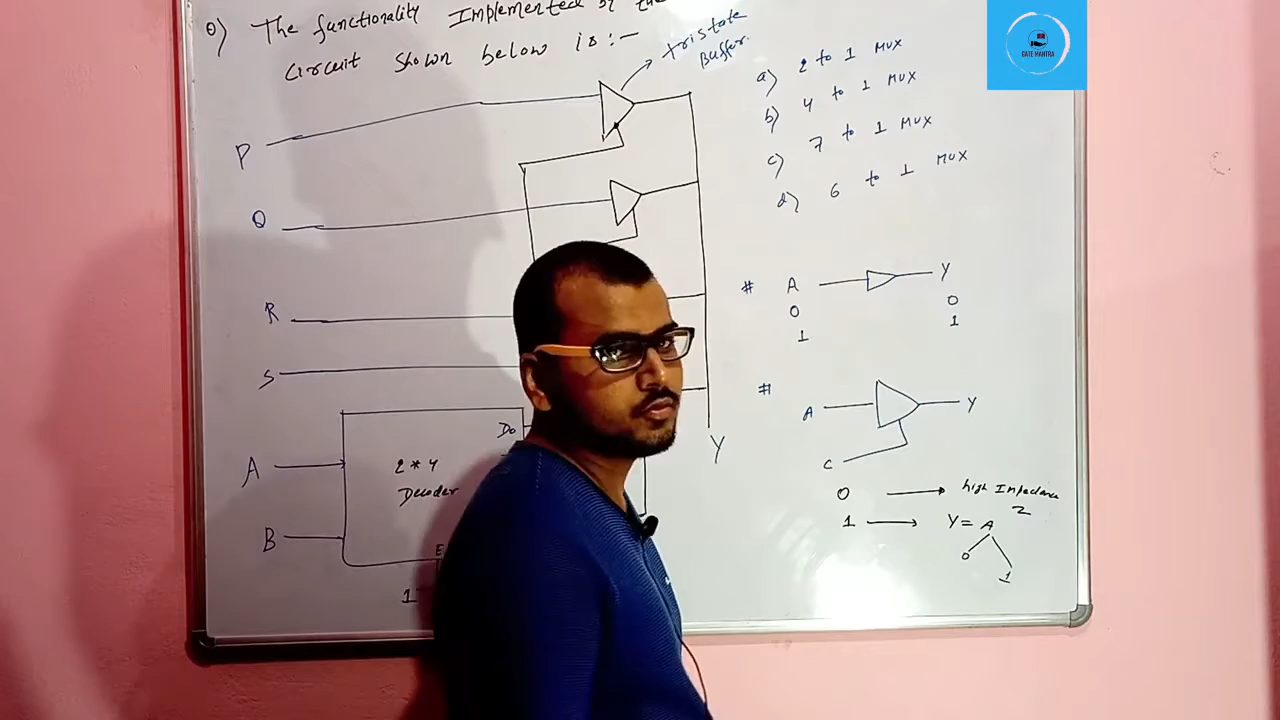 Q) The functionality Implemented by the
circuit shown below is:-
tristate
Buffer.
a) 2 to 1 MUX
b) 4 to 1 MUX
c) 7 to 1 MUX
d) 6 to 1 MUX
P
Q
R
S
A
B
2*4
Decoder
D0
E
1
Y
# A Y
0 0
1 1
#
A Y
C
0 high Impedance
Z
1 Y = A
0
1
GATE MANTRA